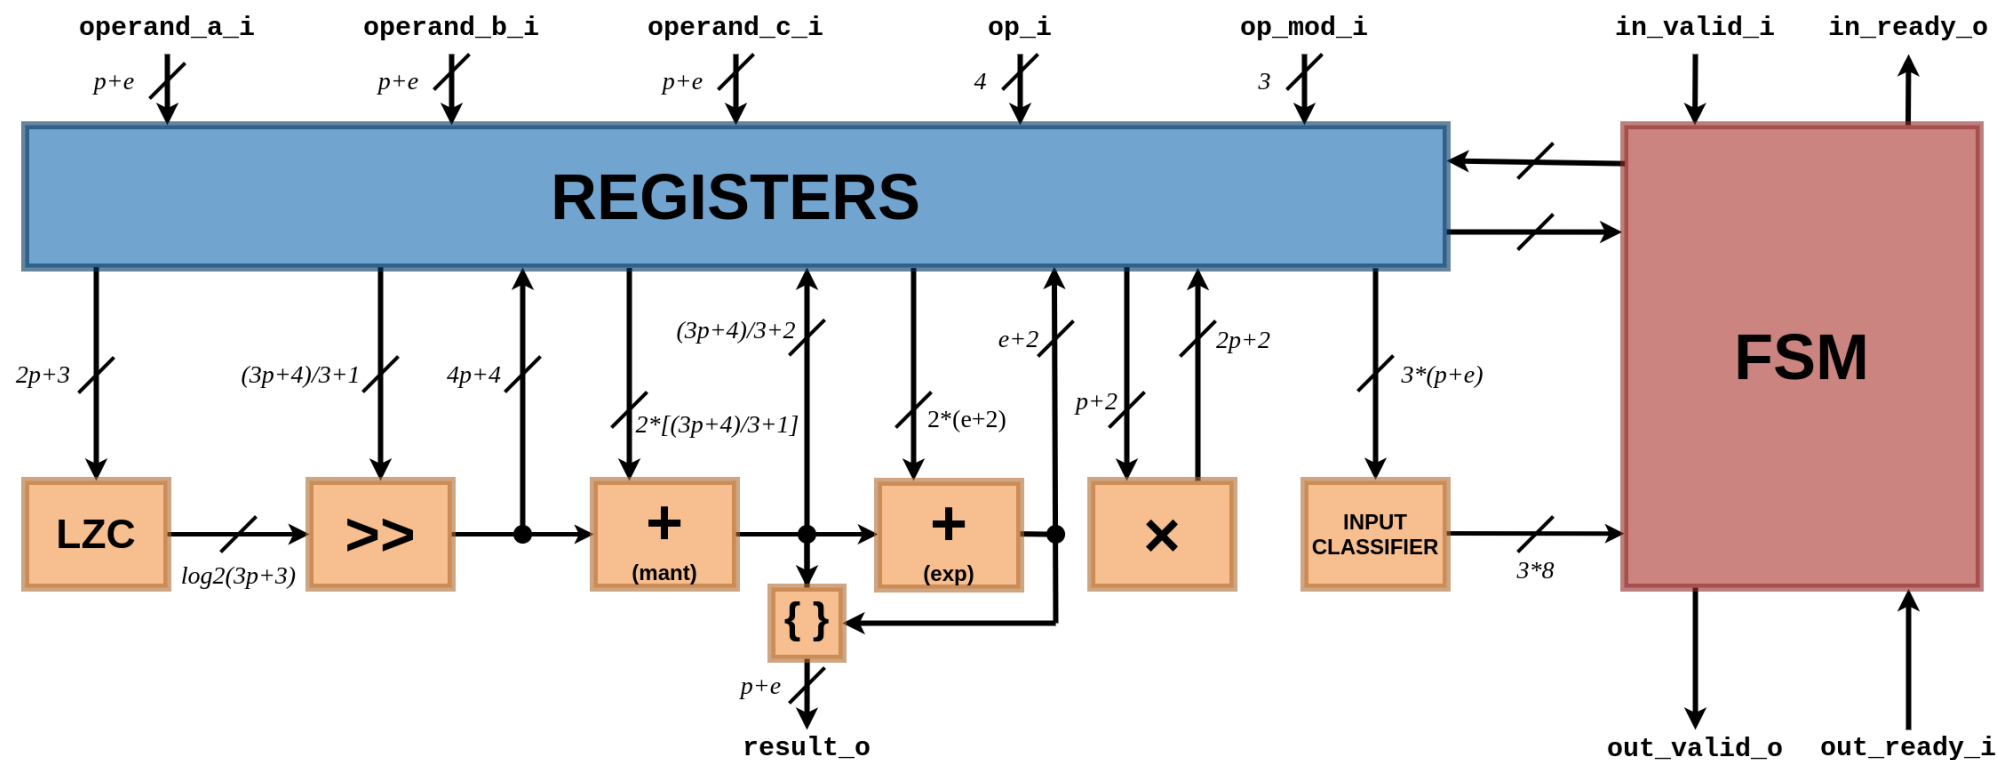 operand_a_i
operand_b_i
operand_c_i
op_i
op_mod_i
in_valid_i
in_ready_o
p+e
p+e
p+e
4
3
REGISTERS
FSM
2p+3
(3p+4)/3+1
4p+4
(3p+4)/3+2
2*[(3p+4)/3+1]
2*(e+2)
e+2
p+2
2p+2
3*(p+e)
LZC
log2(3p+3)
>>
+
(mant)
+
(exp)
×
INPUT
CLASSIFIER
3*8
{ }
p+e
result_o
out_valid_o
out_ready_i